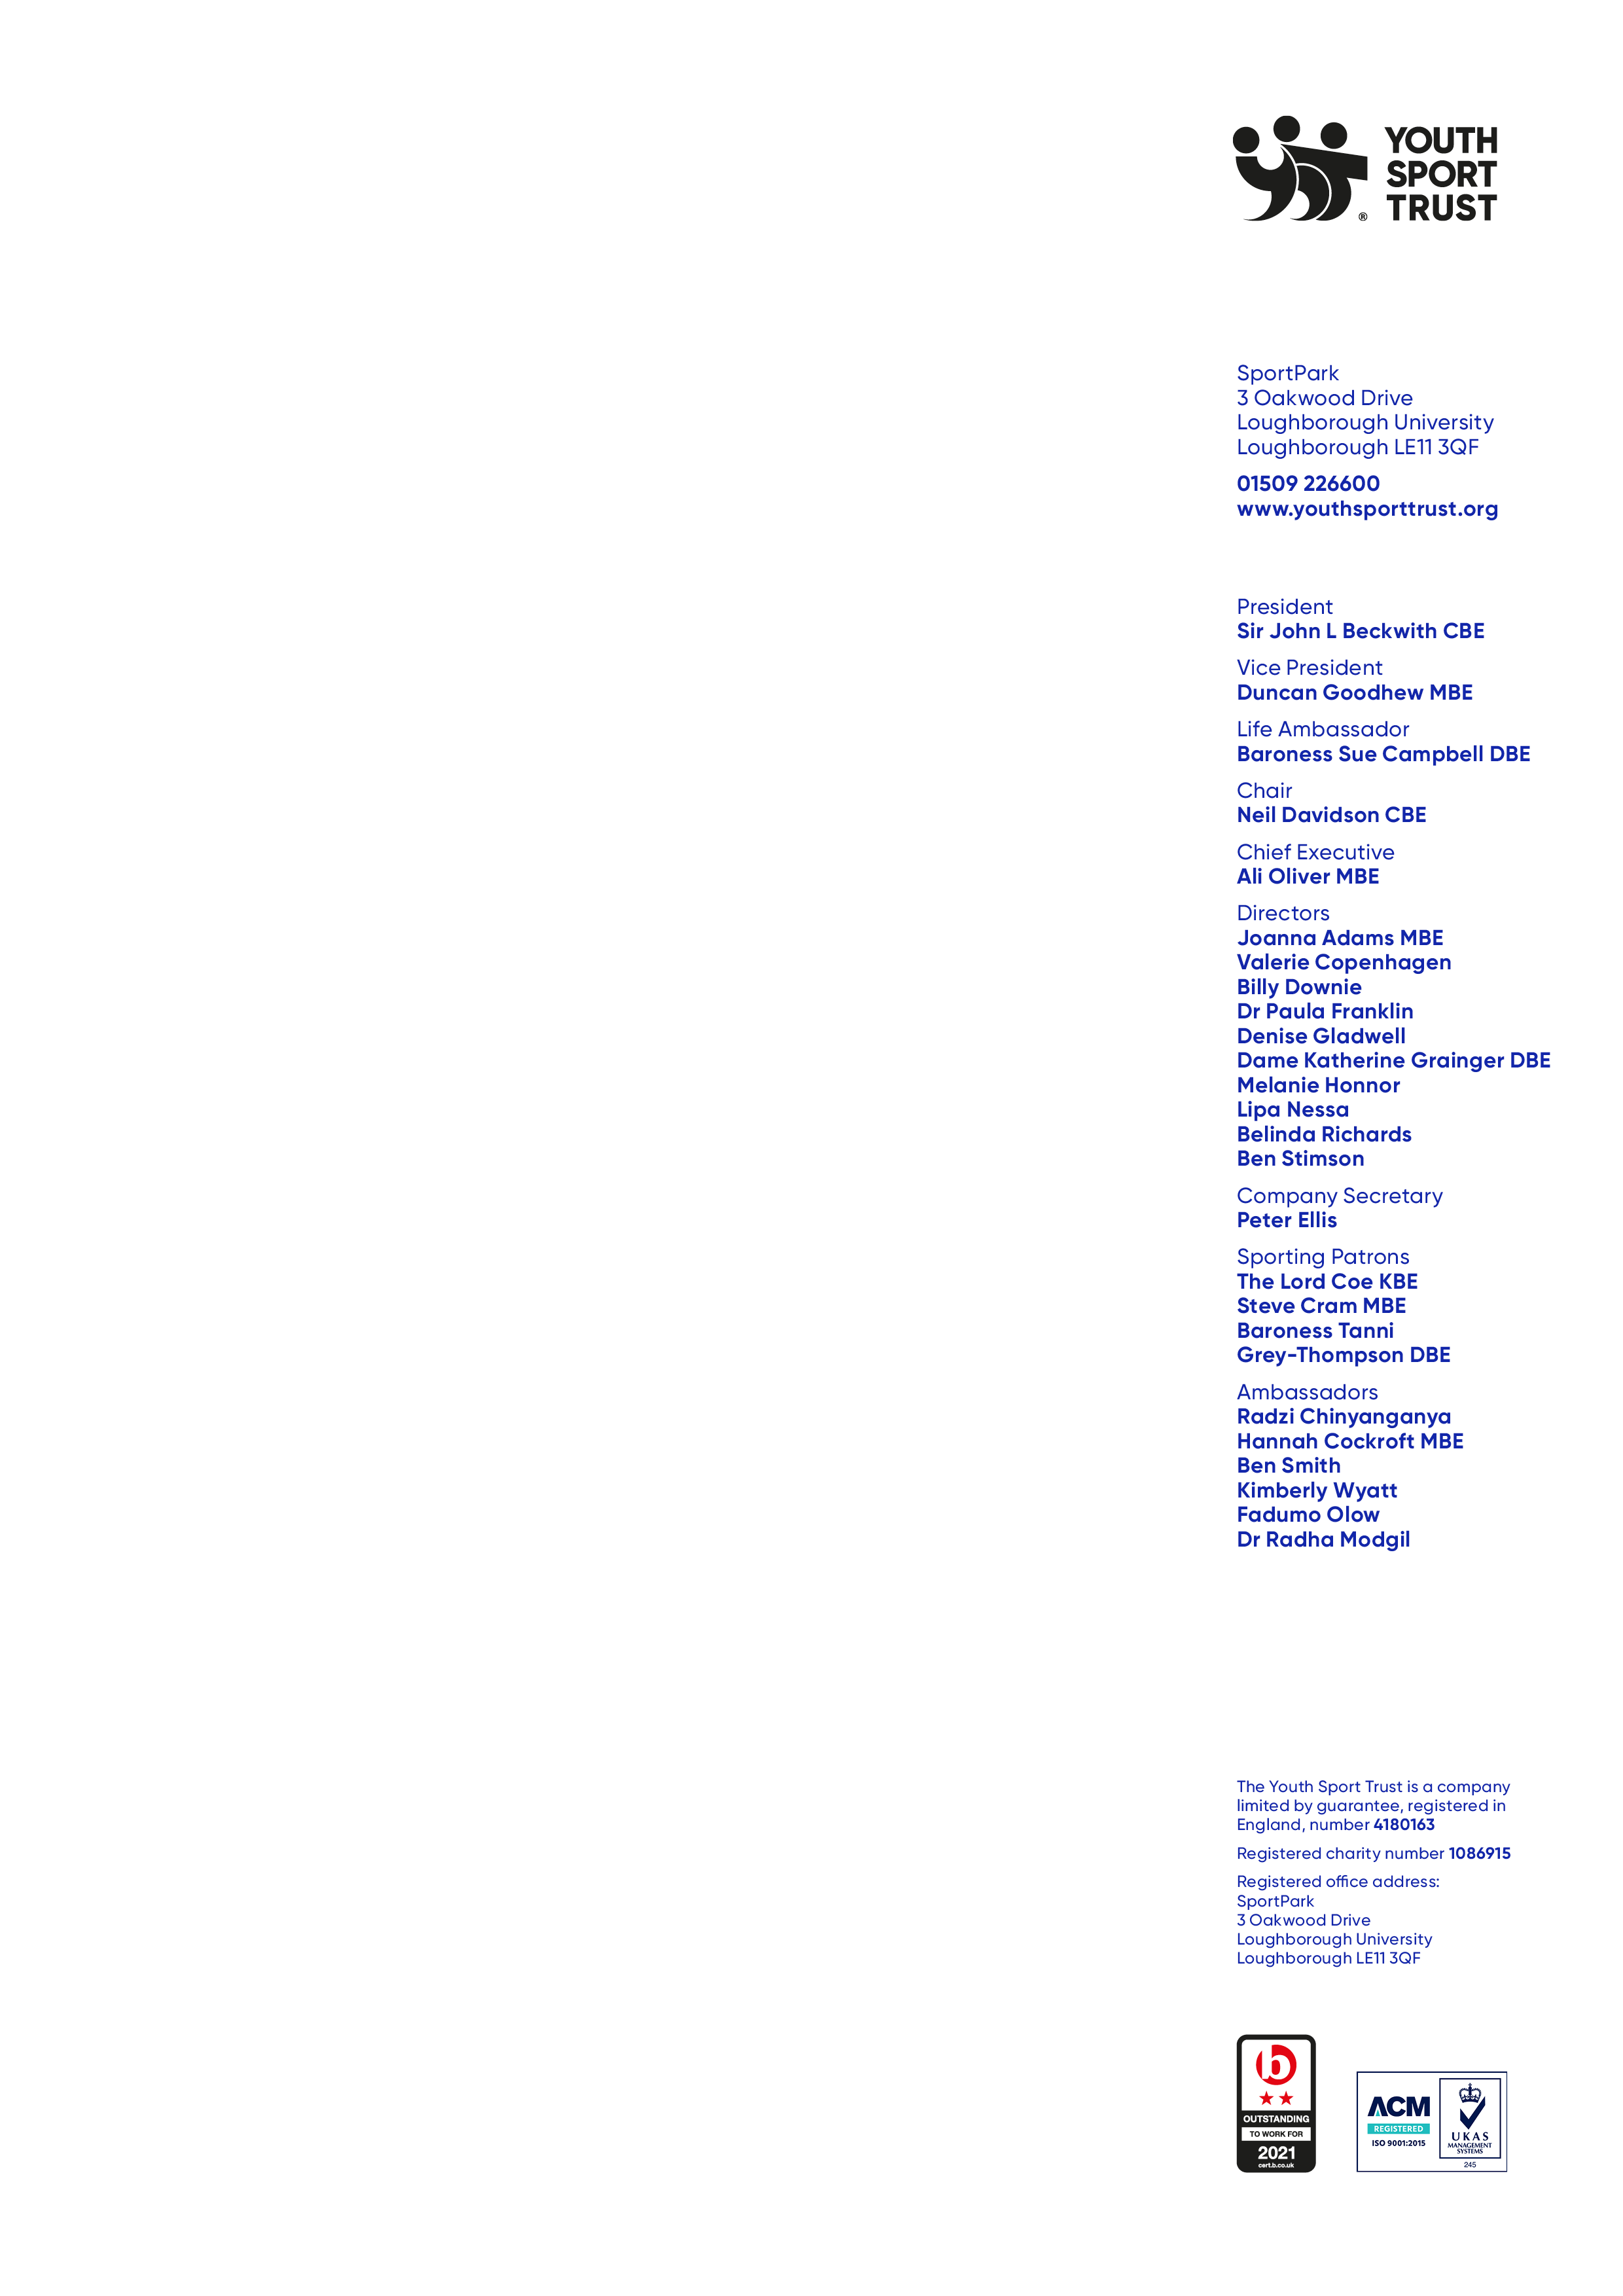 YOUTH
SPORT
TRUST
®
SportPark
3 Oakwood Drive
Loughborough University
Loughborough LE11 3QF
01509 226600
www.youthsporttrust.org
President
Sir John L Beckwith CBE
Vice President
Duncan Goodhew MBE
Life Ambassador
Baroness Sue Campbell DBE
Chair
Neil Davidson CBE
Chief Executive
Ali Oliver MBE
Directors
Joanna Adams MBE
Valerie Copenhagen
Billy Downie
Dr Paula Franklin
Denise Gladwell
Dame Katherine Grainger DBE
Melanie Honnor
Lipa Nessa
Belinda Richards
Ben Stimson
Company Secretary
Peter Ellis
Sporting Patrons
The Lord Coe KBE
Steve Cram MBE
Baroness Tanni
Grey-Thompson DBE
Ambassadors
Radzi Chinyanganya
Hannah Cockroft MBE
Ben Smith
Kimberly Wyatt
Fadumo Olow
Dr Radha Modgil
The Youth Sport Trust is a company
limited by guarantee, registered in
England, number 4180163
Registered charity number 1086915
Registered office address:
SportPark
3 Oakwood Drive
Loughborough University
Loughborough LE11 3QF
b
OUTSTANDING
TO WORK FOR
2021
cert.b.co.uk
ACM
REGISTERED
ISO 9001:2015
UKAS
MANAGEMENT
SYSTEMS
245